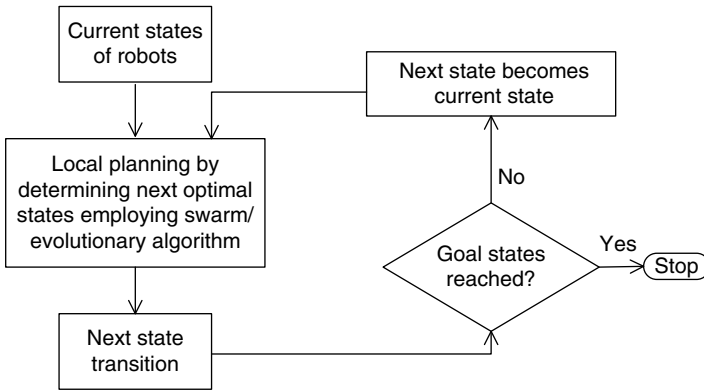 Current states
of robots
Next state becomes
current state
Local planning by
determining next optimal
states employing swarm/
evolutionary algorithm
No
Goal states
reached?
Yes
Stop
Next state
transition